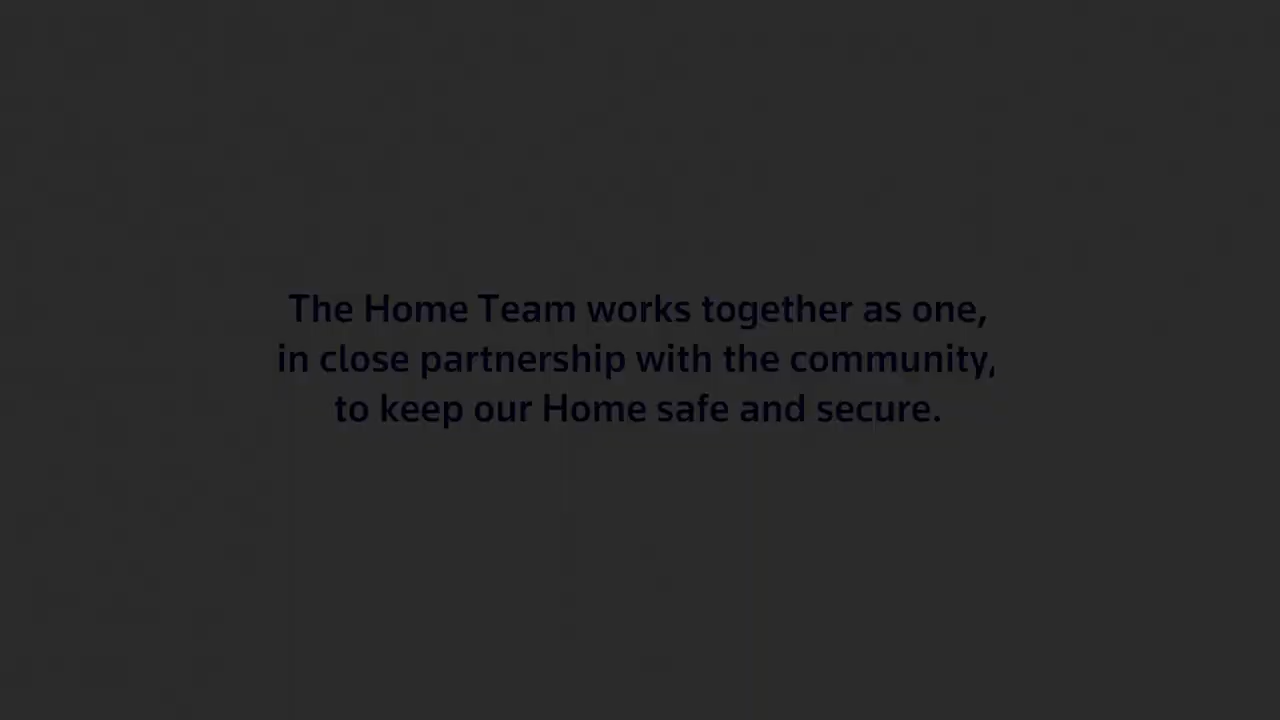 The Home Team works together as one,
in close partnership with the community,
to keep our Home safe and secure.